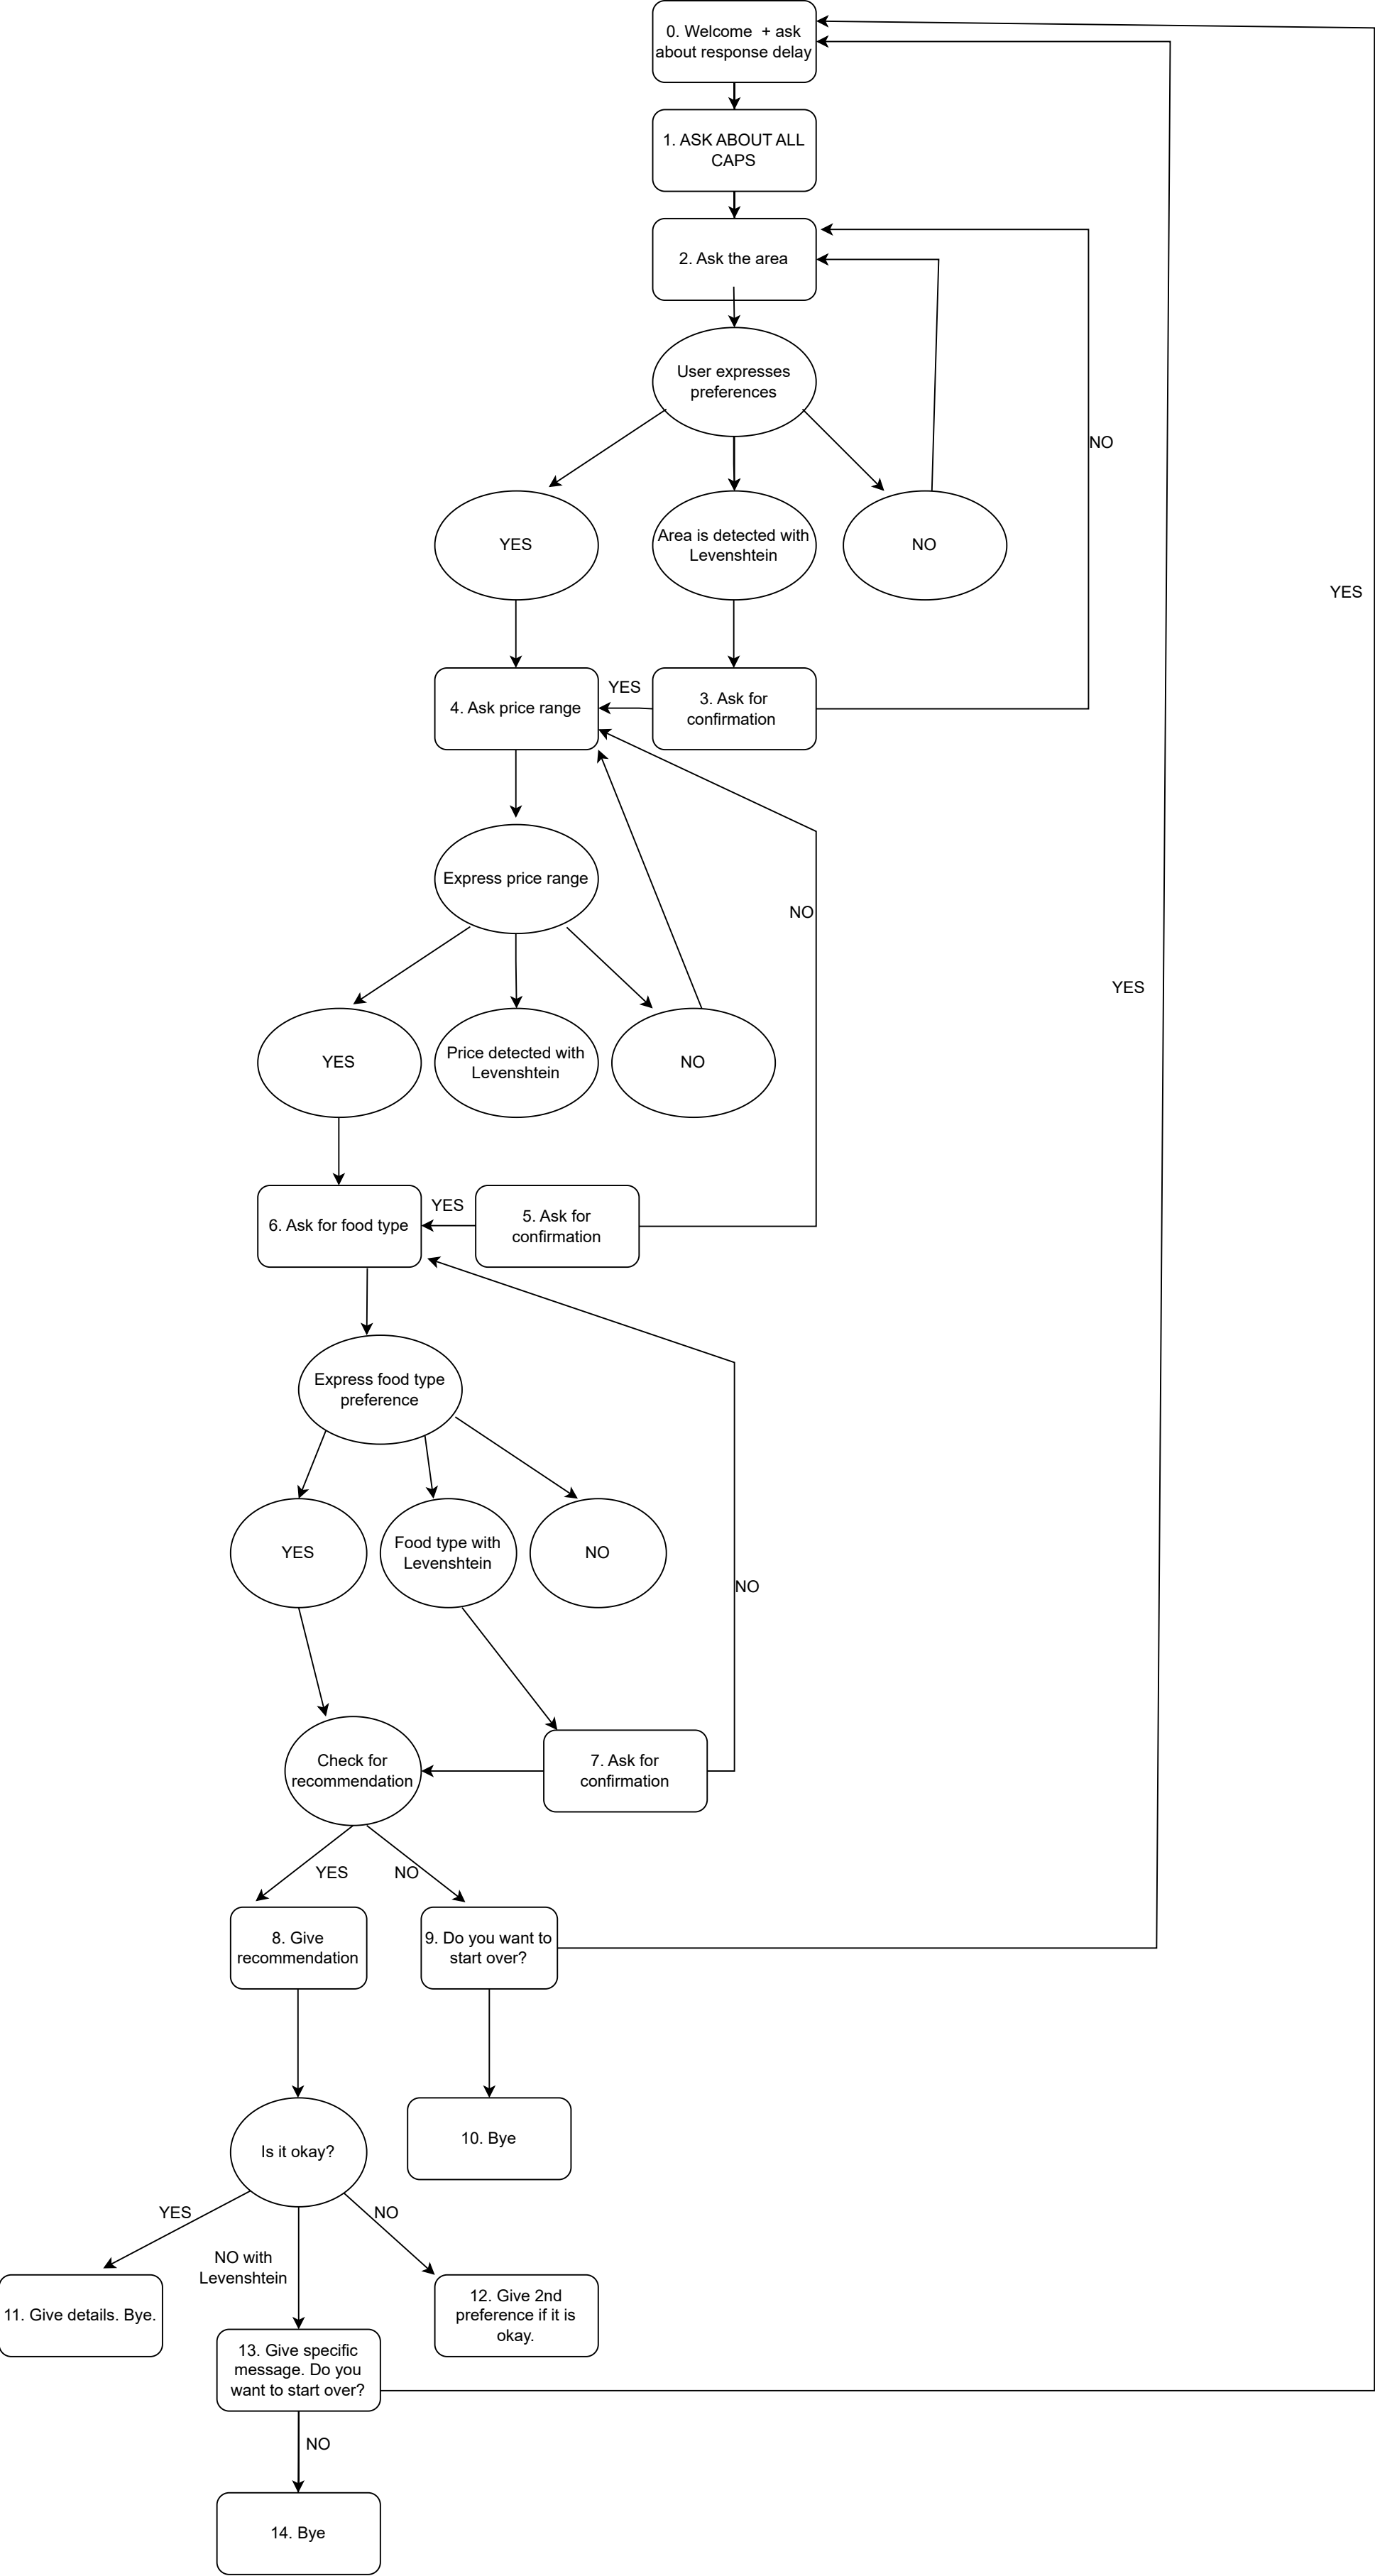 0. Welcome  + ask
about response delay
1. ASK ABOUT ALL
CAPS
2. Ask the area
User expresses
preferences
NO
YES
Area is detected with
Levenshtein
NO
YES
YES
4. Ask price range
3. Ask for
confirmation
Express price range
NO
YES
YES
Price detected with
Levenshtein
NO
YES
6. Ask for food type
5. Ask for
confirmation
Express food type
preference
YES
Food type with
Levenshtein
NO
NO
Check for
recommendation
7. Ask for
confirmation
YES
NO
8. Give
recommendation
9. Do you want to
start over?
10. Bye
Is it okay?
YES
NO
NO with
Levenshtein
11. Give details. Bye.
12. Give 2nd
preference if it is
okay.
13. Give specific
message. Do you
want to start over?
NO
14. Bye